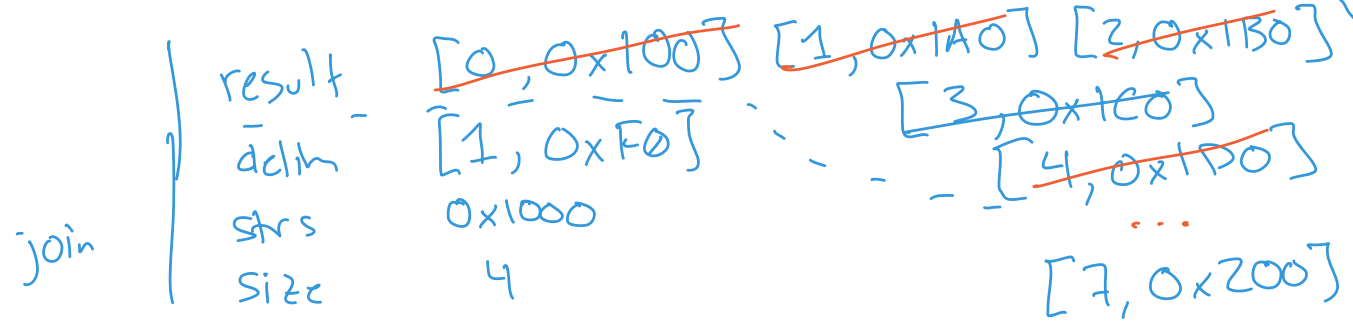 result [0, 0x100] [1, 0x1A0] [2, 0x1B0]
[3, 0x1C0]
delim [1, 0xF0]
[4, 0x1D0]
strs 0x1000
...
join
size 4 [7, 0x200]